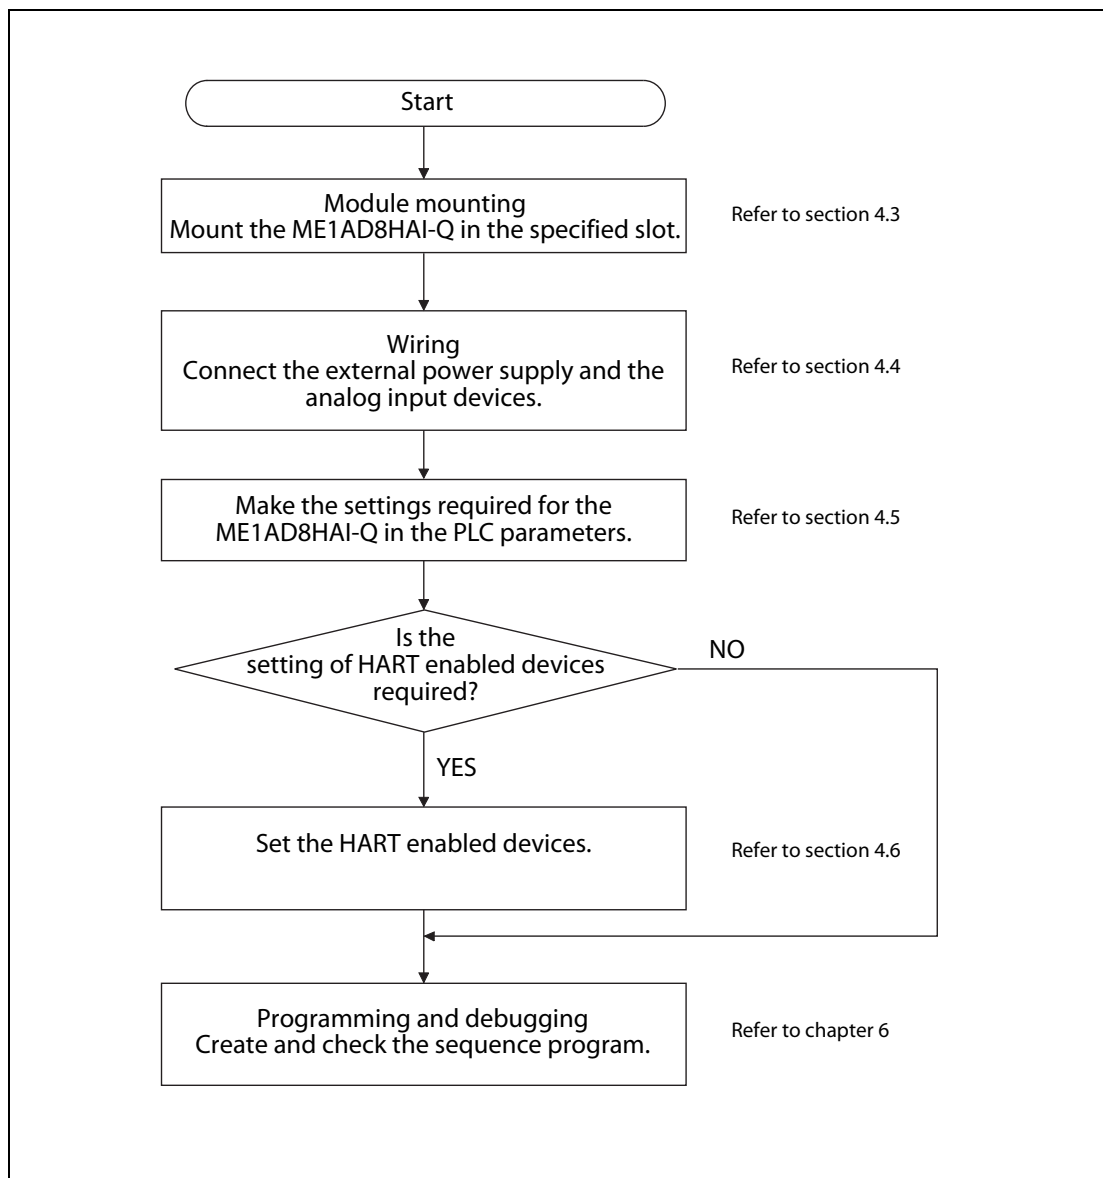 Start
Module mounting
Mount the ME1AD8HAI-Q in the specified slot.
Refer to section 4.3
Wiring
Connect the external power supply and the
analog input devices.
Refer to section 4.4
Make the settings required for the
ME1AD8HAI-Q in the PLC parameters.
Refer to section 4.5
Is the
setting of HART enabled devices
required?
NO
YES
Set the HART enabled devices.
Refer to section 4.6
Programming and debugging
Create and check the sequence program.
Refer to chapter 6